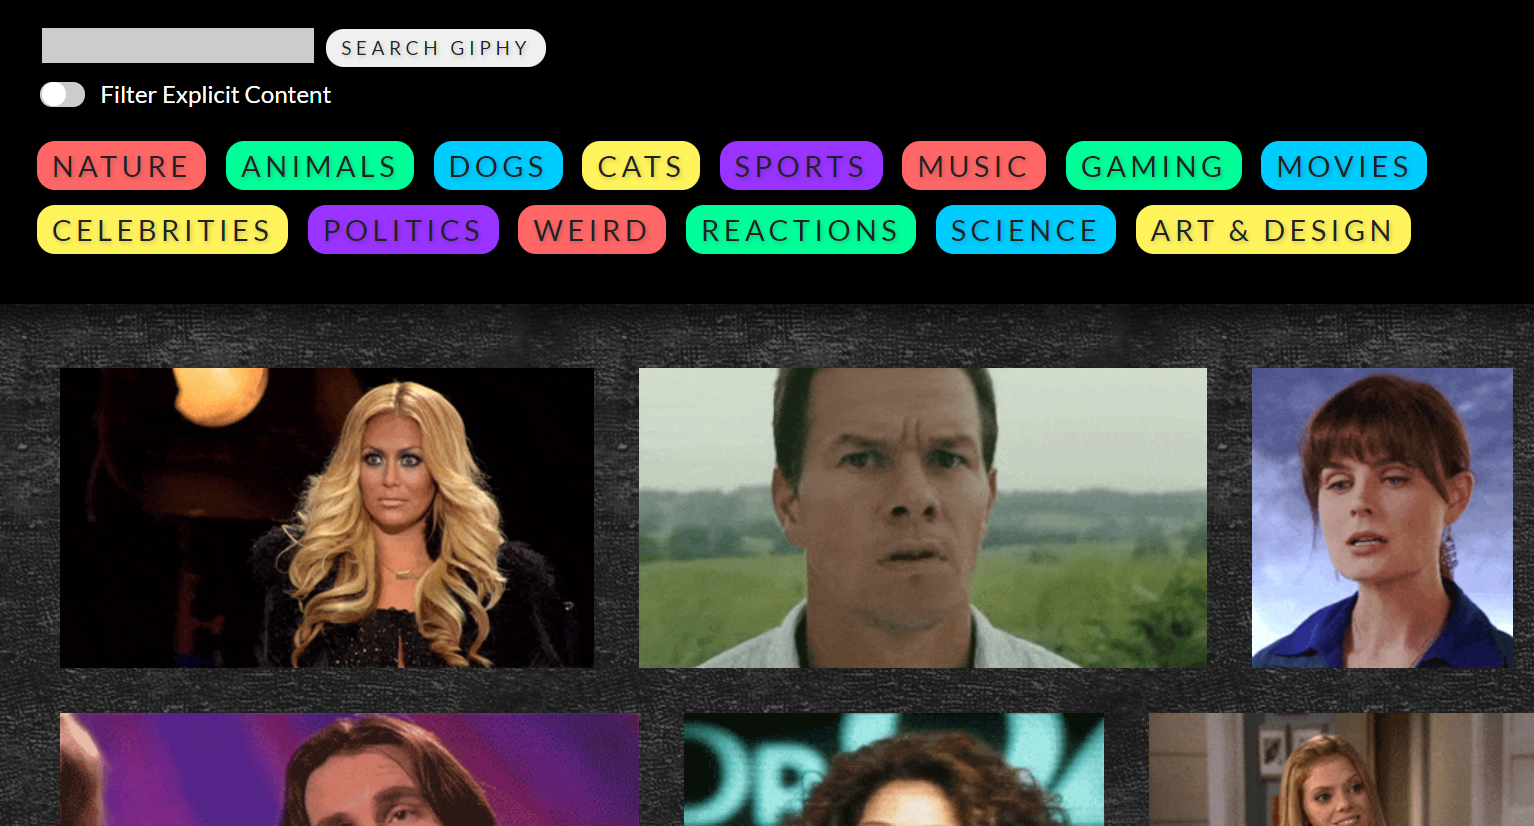 SEARCH GIPHY
Filter Explicit Content
NATURE ANIMALS DOGS CATS SPORTS MUSIC GAMING MOVIES
CELEBRITIES POLITICS WEIRD REACTIONS SCIENCE ART & DESIGN